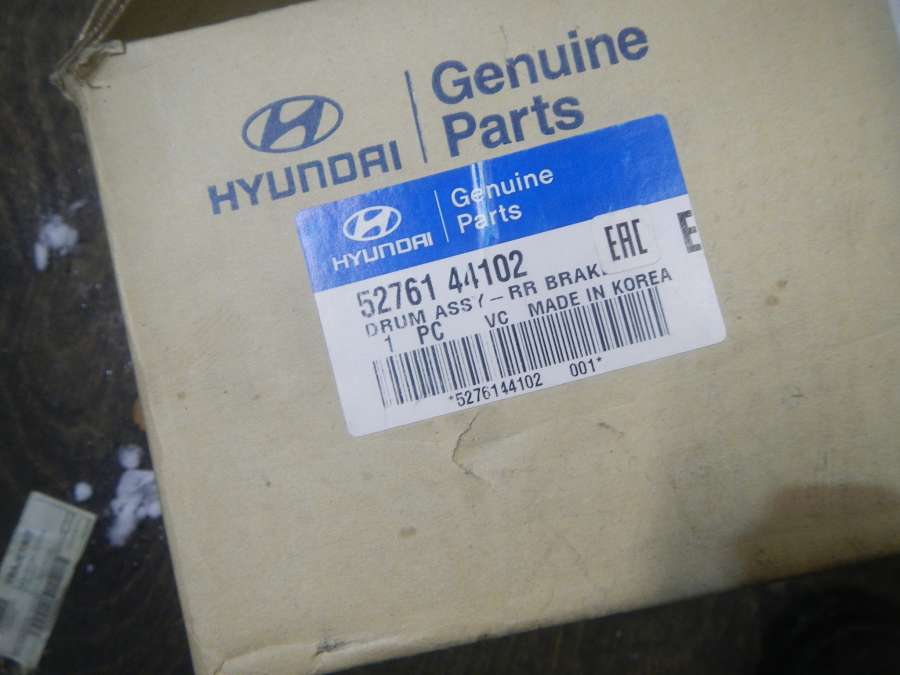 HYUNDAI
Genuine
Parts
HYUNDAI
Genuine
Parts
52761 44102
EAC
E
DRUM ASSY-RR BRAKE
1 PC VC MADE IN KOREA
*5276144102 001*